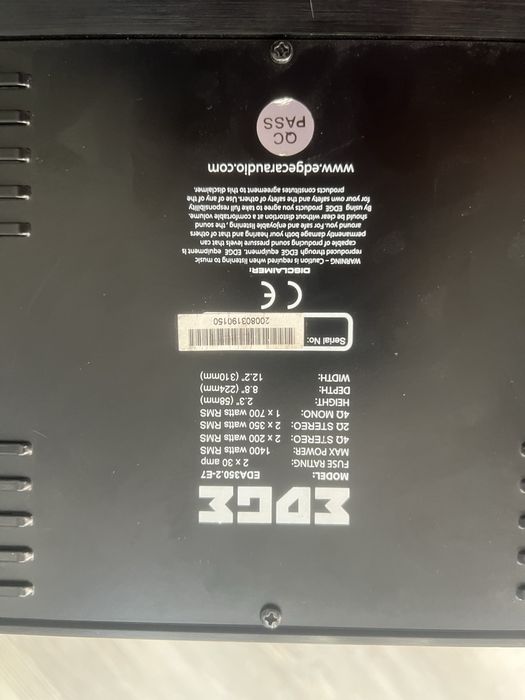 EDGE
MODEL: EDA350.2-E7
FUSE RATING: 2 x 30 amp
MAX POWER: 1400 watts RMS
4Ω STEREO: 2 x 200 watts RMS
2Ω STEREO: 2 x 350 watts RMS
4Ω MONO: 1 x 700 watts RMS
HEIGHT: 2.3" (58mm)
DEPTH: 8.8" (224mm)
WIDTH: 12.2" (310mm)
Serial No: 200803190150
CE
DISCLAIMER:
WARNING – Caution is required when listening to music
reproduced through EDGE equipment. EDGE equipment is
capable of producing sound pressure levels that can
permanently damage both your hearing and that of others
around you. For safe and enjoyable listening, the sound
should be clear without distortion at a comfortable volume.
By using EDGE products you agree to take full responsibility
for your own safety and the safety of others. Use of any of the
products constitutes agreement to this disclaimer.
www.edgecaraudio.com
QC
PASS